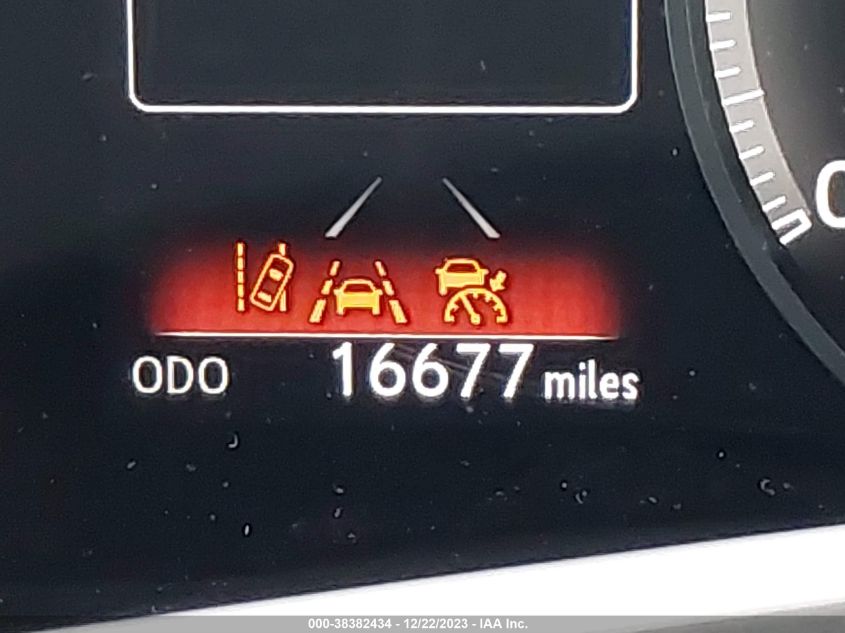 ODO 16677 miles
000-38382434 - 12/22/2023 - IAA Inc.